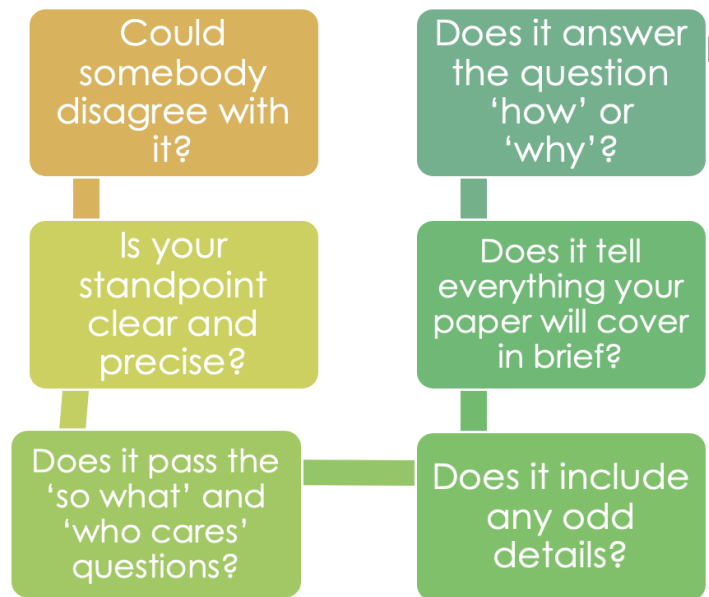 Could
somebody
disagree with
it?
Is your
standpoint
clear and
precise?
Does it pass the
‘so what’ and
‘who cares’
questions?
Does it include
any odd
details?
Does it tell
everything your
paper will cover
in brief?
Does it answer
the question
‘how’ or
‘why’?